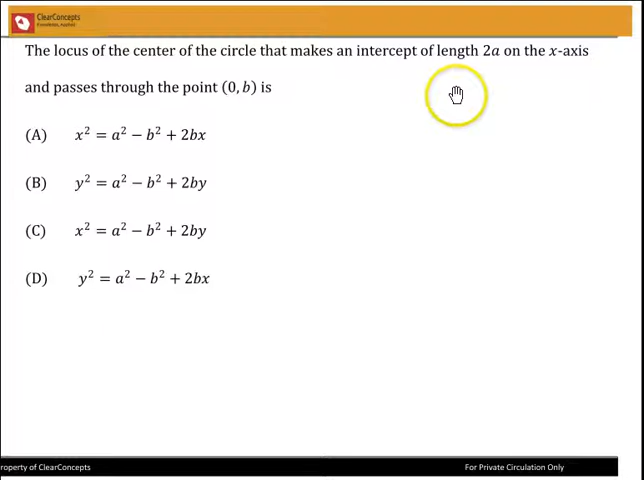 ClearConcepts
Knowledge, Applied
The locus of the center of the circle that makes an intercept of length 2a on the x-axis
and passes through the point (0, b) is
(A) x² = a² − b² + 2bx
(B) y² = a² − b² + 2by
(C) x² = a² − b² + 2by
(D) y² = a² − b² + 2bx
roperty of ClearConcepts
For Private Circulation Only